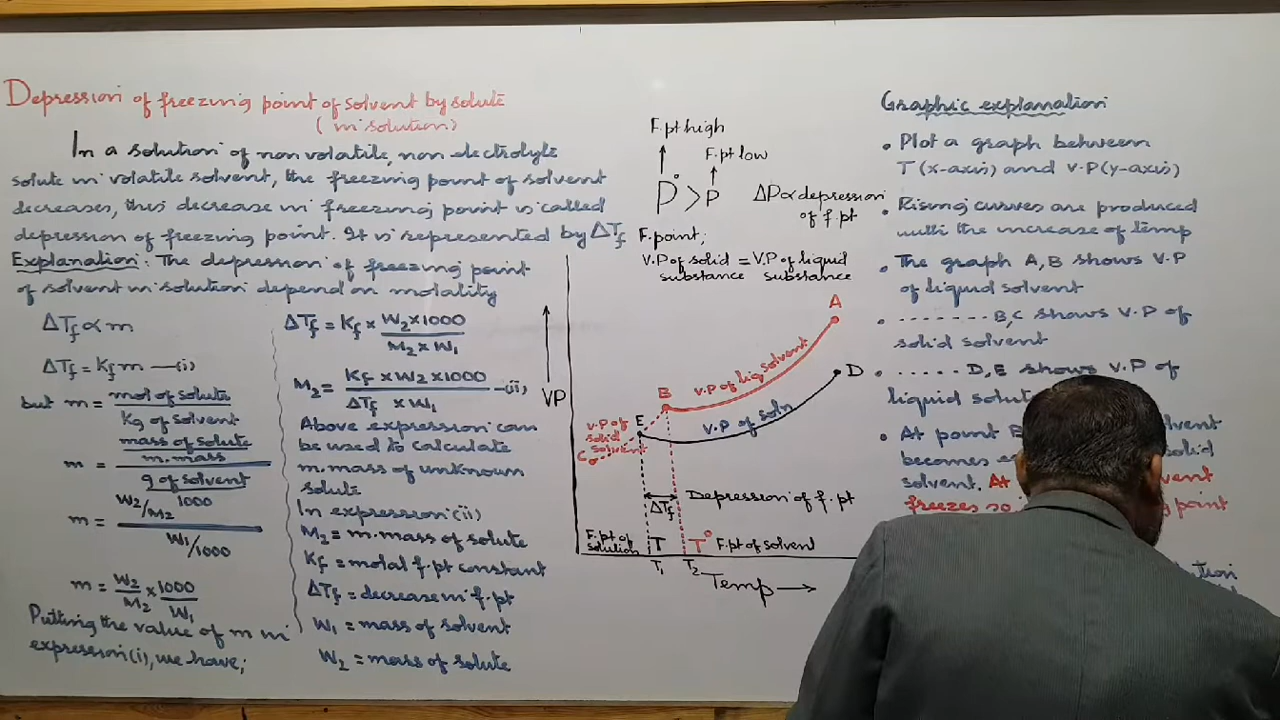 Depression of freezing point of solvent by solute
(in solution)
In a solution of non volatile, non electrolyte
solute in volatile solvent, the freezing point of solvent
decreases, this decrease in freezing point is called
depression of freezing point. It is represented by ΔTf
Explanation: The depression of freezing point
of solvent in solution depend on molality
ΔTf ∝ m
ΔTf = Kf m —(i)
but m = mol of solute
Kg of solvent
m = mass of solute
m. mass
g of solvent
1000
m = W2/M2
W1/1000
m = W2/M2 × 1000/W1
Putting the value of m in
expression(i), we have;
ΔTf = Kf × W2 × 1000
M2 × W1
M2 = Kf × W2 × 1000 —(ii)
ΔTf × W1
Above expression can
be used to calculate
m. mass of unknown
solute
In expression (ii)
M2 = m. mass of solute
Kf = molal f.pt constant
ΔTf = decrease in f.pt
W1 = mass of solvent
W2 = mass of solute
F.pt high
F.pt low
P° > P
ΔP ∝ depression
of f pt
F. point;
V.P of solid = V.P of liquid
substance substance
VP
A
B
C
D
E
V.P of liq solvent
V.P of soln
V.P of
solid
solvent
Depression of f.pt
ΔTf
F.pt of
solution
T
T° F.pt of solvent
T1 T2
Temp →
Graphic explanation
• Plot a graph between
T (x-axis) and V.P (y-axis)
• Rising curves are produced
with the increase of temp
• The graph A, B shows V.P
of liquid solvent
• ........ B, C shows V.P of
solid solvent
• ..... D, E shows V.P of
liquid
• At point
becomes solid
solvent. At
freezes point